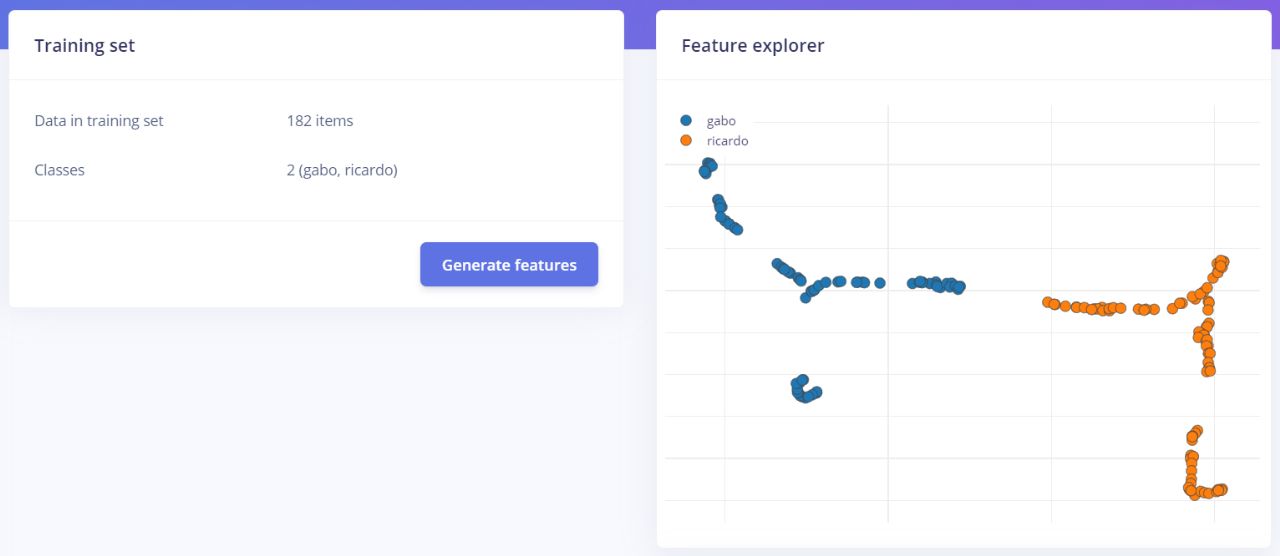 Training set
Data in training set 182 items
Classes 2 (gabo, ricardo)
Generate features
Feature explorer
gabo
ricardo